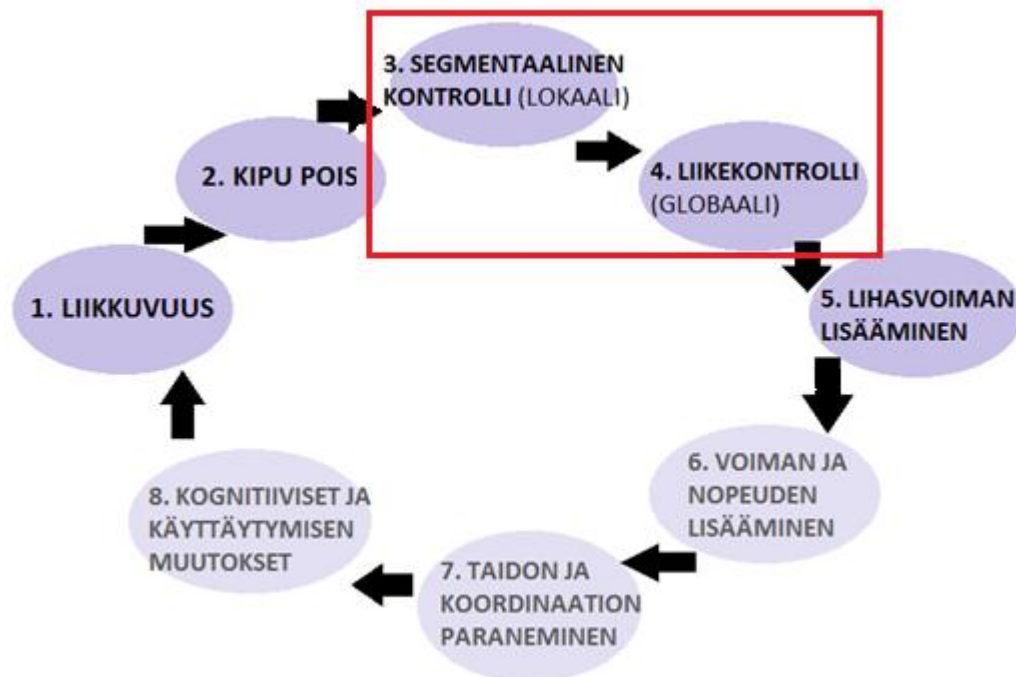 1. LIIKKUVUUS
2. KIPU POIS
3. SEGMENTAALINEN
KONTROLLI (LOKAALI)
4. LIIKEKONTROLLI
(GLOBAALI)
5. LIHASVOIMAN
LISÄÄMINEN
6. VOIMAN JA
NOPEUDEN
LISÄÄMINEN
7. TAIDON JA
KOORDINAATION
PARANEMINEN
8. KOGNITIIVISET JA
KÄYTTÄYTYMISEN
MUUTOKSET